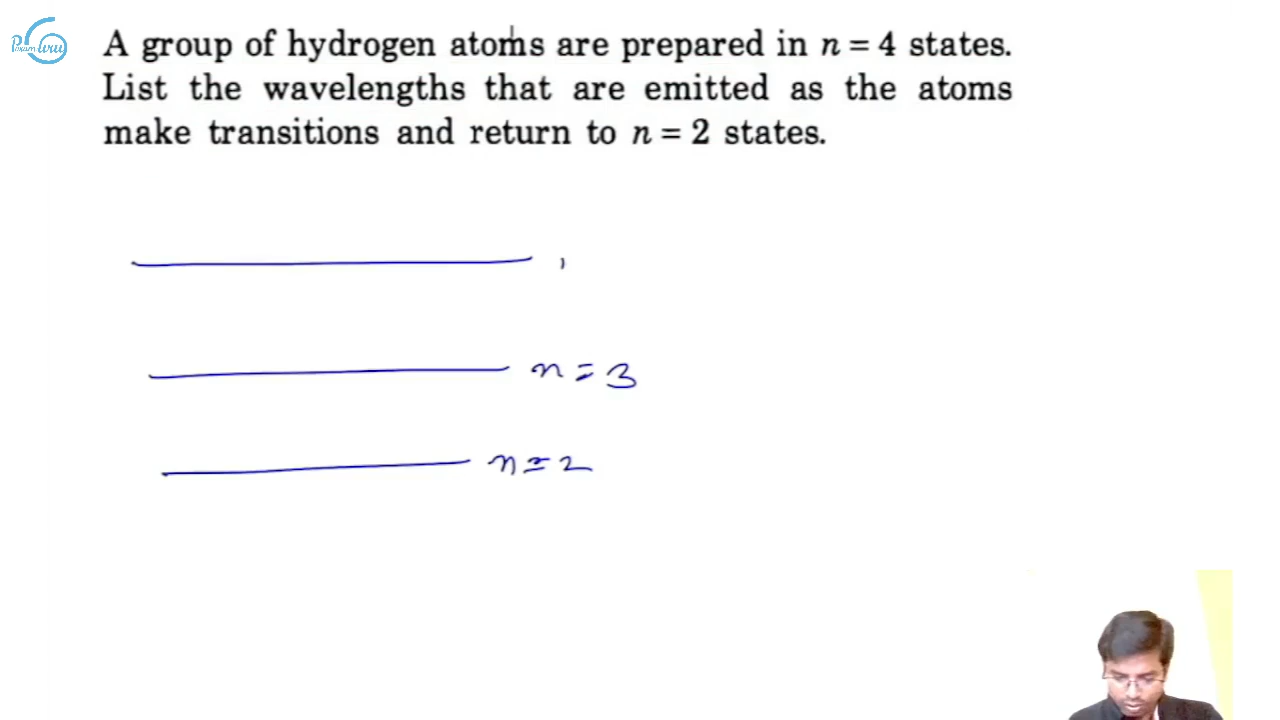 A group of hydrogen atoms are prepared in n = 4 states.
List the wavelengths that are emitted as the atoms
make transitions and return to n = 2 states.
n = 3
n = 2